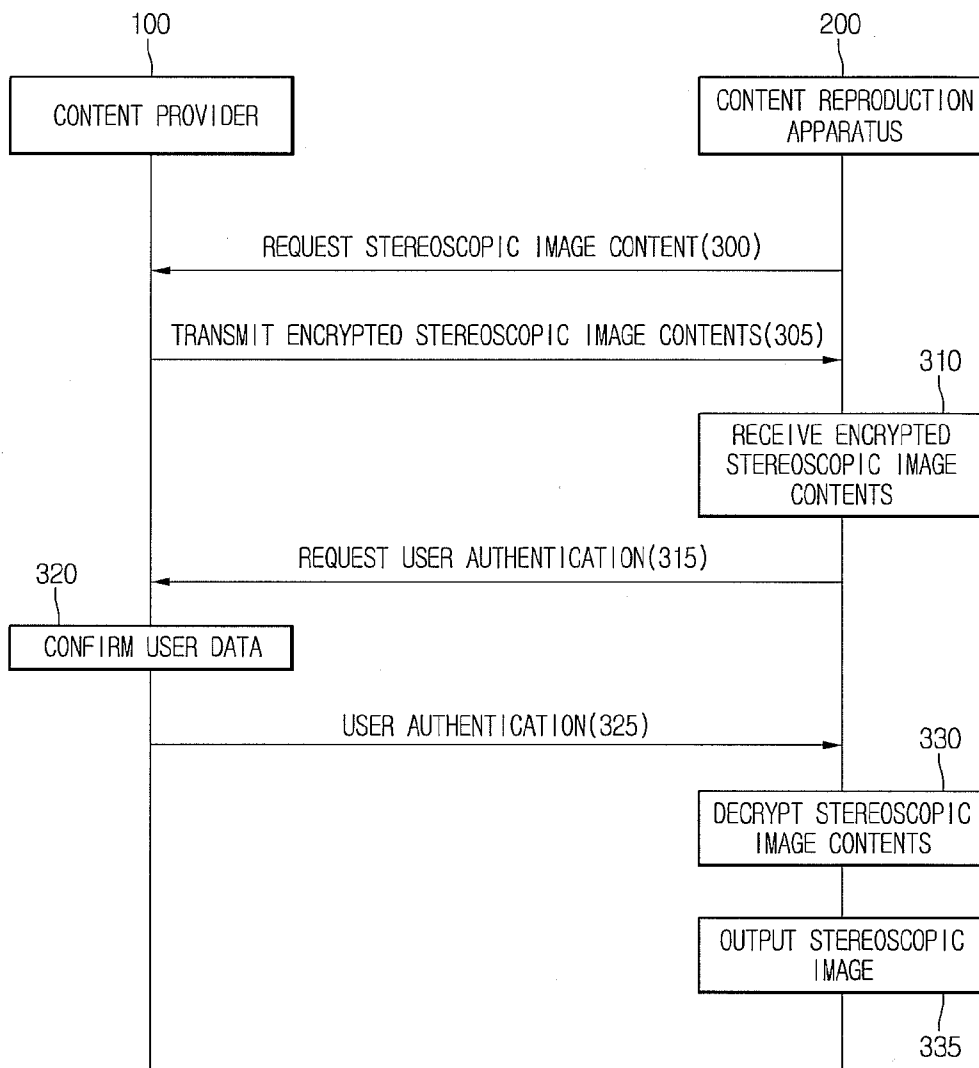 100
200
CONTENT PROVIDER
CONTENT REPRODUCTION
APPARATUS
REQUEST STEREOSCOPIC IMAGE CONTENT(300)
TRANSMIT ENCRYPTED STEREOSCOPIC IMAGE CONTENTS(305)
310
RECEIVE ENCRYPTED
STEREOSCOPIC IMAGE
CONTENTS
REQUEST USER AUTHENTICATION(315)
320
CONFIRM USER DATA
USER AUTHENTICATION(325)
330
DECRYPT STEREOSCOPIC
IMAGE CONTENTS
OUTPUT STEREOSCOPIC
IMAGE
335